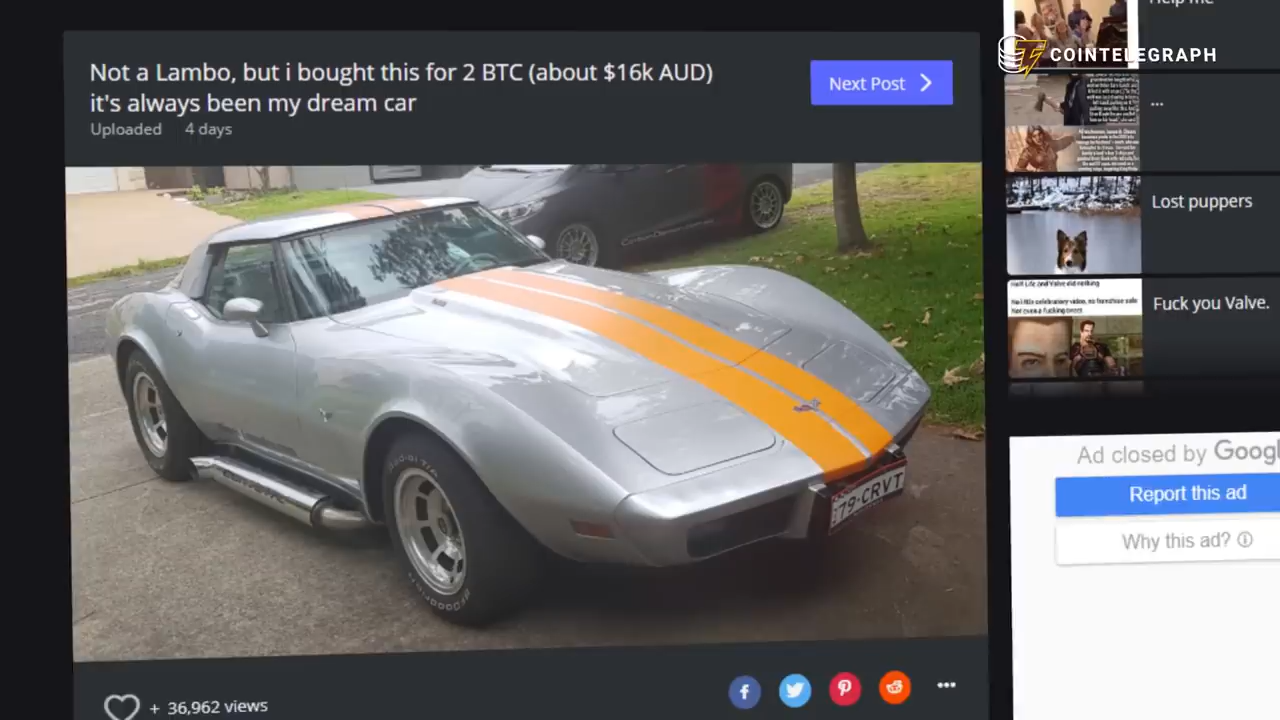 Help me
COINTELEGRAPH
Not a Lambo, but i bought this for 2 BTC (about $16k AUD)
it's always been my dream car
Uploaded 4 days
Next Post
...
Lost puppers
Fuck you Valve.
79-CRVT
Ad closed by Googl
Report this ad
Why this ad?
+ 36,962 views
...